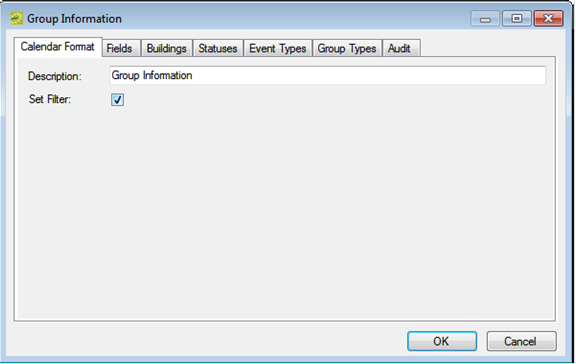 Group Information
Calendar Format Fields Buildings Statuses Event Types Group Types Audit
Description: Group Information
Set Filter:
OK Cancel